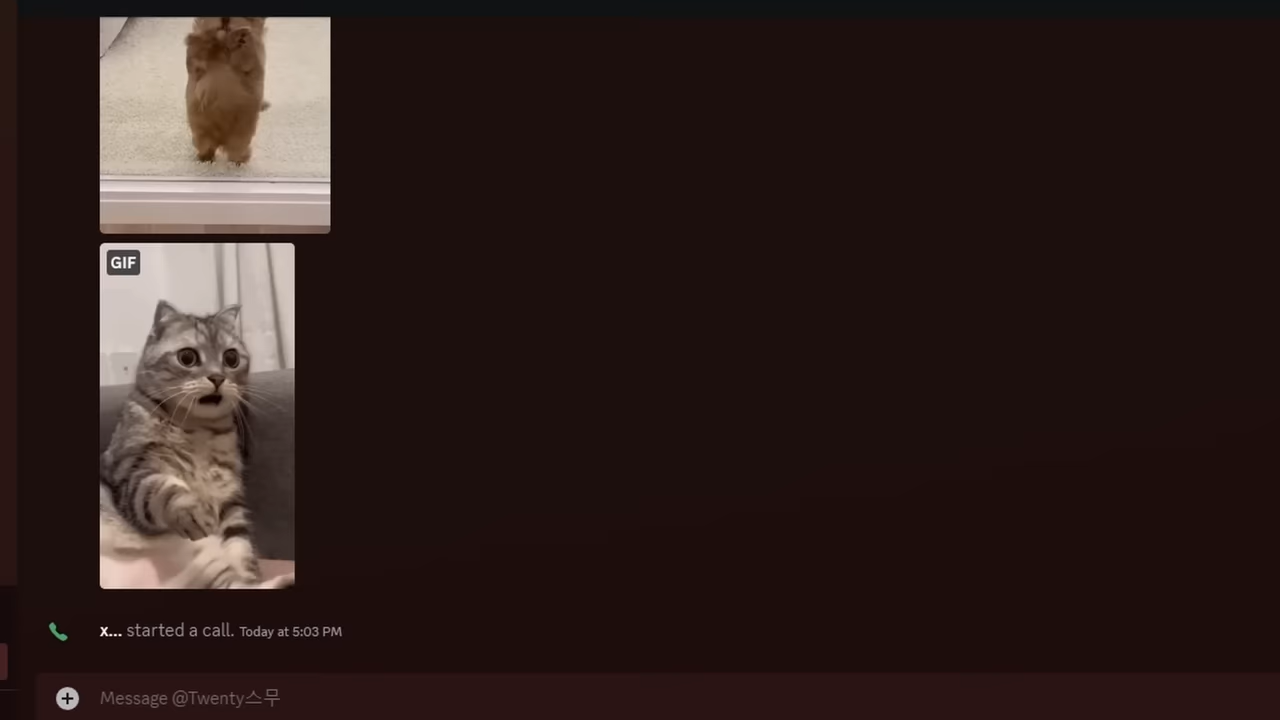 GIF
x... started a call. Today at 5:03 PM
Message @Twenty스무